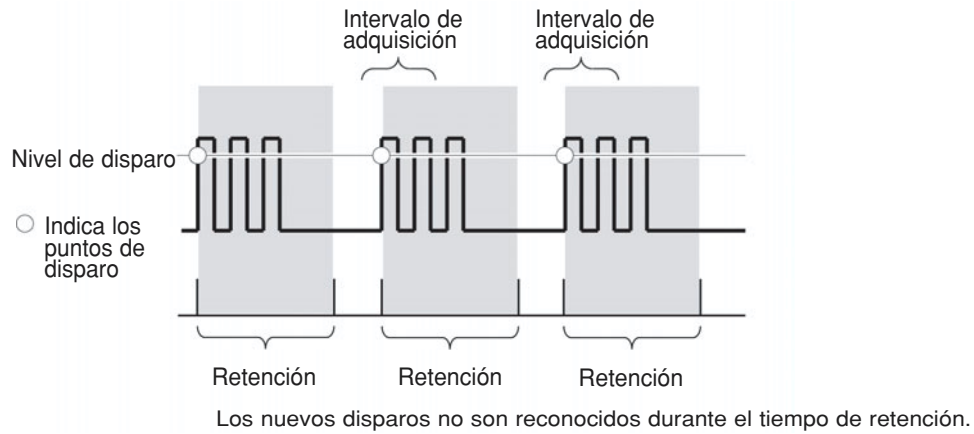 Intervalo de
adquisición
Intervalo de
adquisición
Nivel de disparo
Indica los
puntos de
disparo
Retención
Retención
Retención
Los nuevos disparos no son reconocidos durante el tiempo de retención.